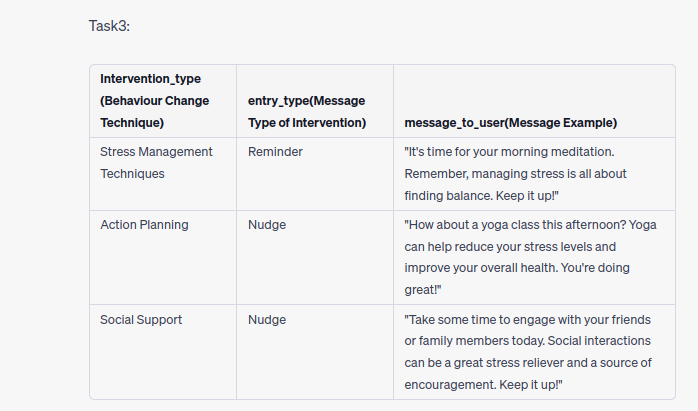 Task3:
Intervention_type
(Behaviour Change
Technique)
entry_type(Message
Type of Intervention)
message_to_user(Message Example)
Stress Management
Techniques
Reminder
"It's time for your morning meditation.
Remember, managing stress is all about
finding balance. Keep it up!"
Action Planning
Nudge
"How about a yoga class this afternoon? Yoga
can help reduce your stress levels and
improve your overall health. You're doing
great!"
Social Support
Nudge
"Take some time to engage with your friends
or family members today. Social interactions
can be a great stress reliever and a source of
encouragement. Keep it up!"